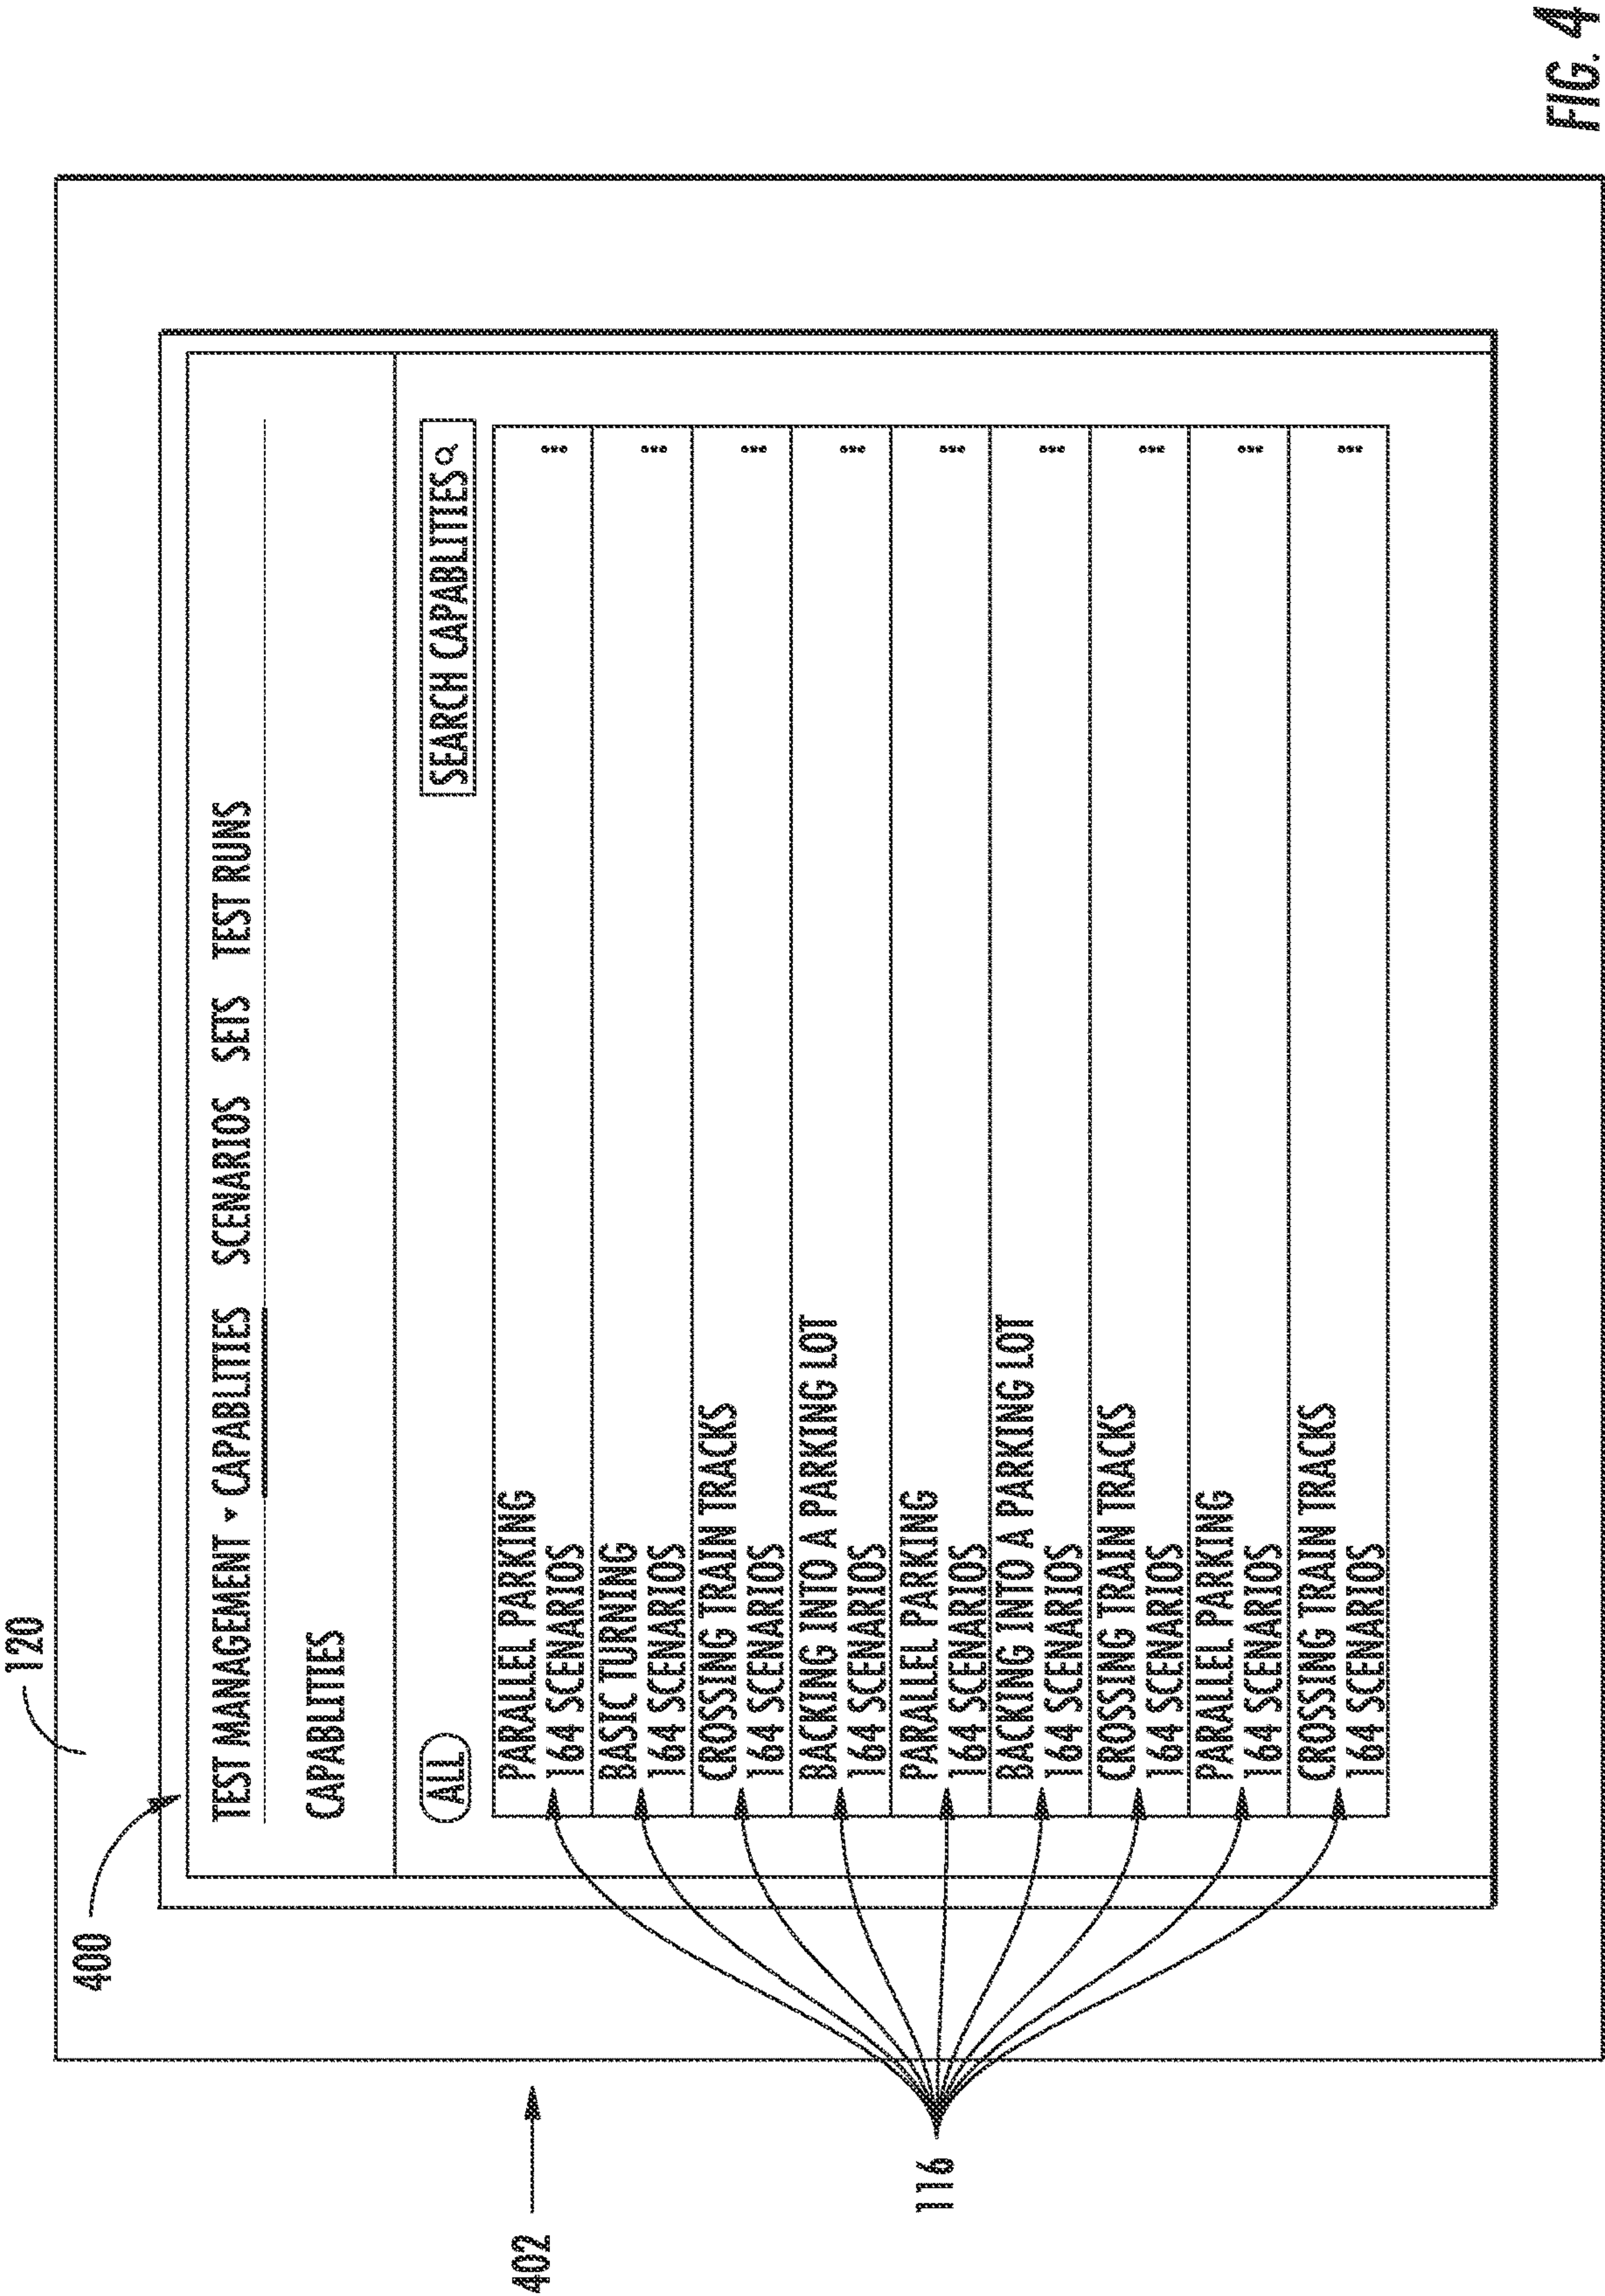 120
400
TEST MANAGEMENT CAPABLITIES SCENARIOS SETS TEST RUNS
CAPABLITIES
ALL
SEARCH CAPABLITIES
402
PARALLEL PARKING
164 SCENARIOS
BASIC TURNING
164 SCENARIOS
CROSSING TRAIN TRACKS
164 SCENARIOS
BACKING INTO A PARKING LOT
164 SCENARIOS
116
PARALLEL PARKING
164 SCENARIOS
BACKING INTO A PARKING LOT
164 SCENARIOS
CROSSING TRAIN TRACKS
164 SCENARIOS
PARALLEL PARKING
164 SCENARIOS
CROSSING TRAIN TRACKS
164 SCENARIOS
FIG. 4